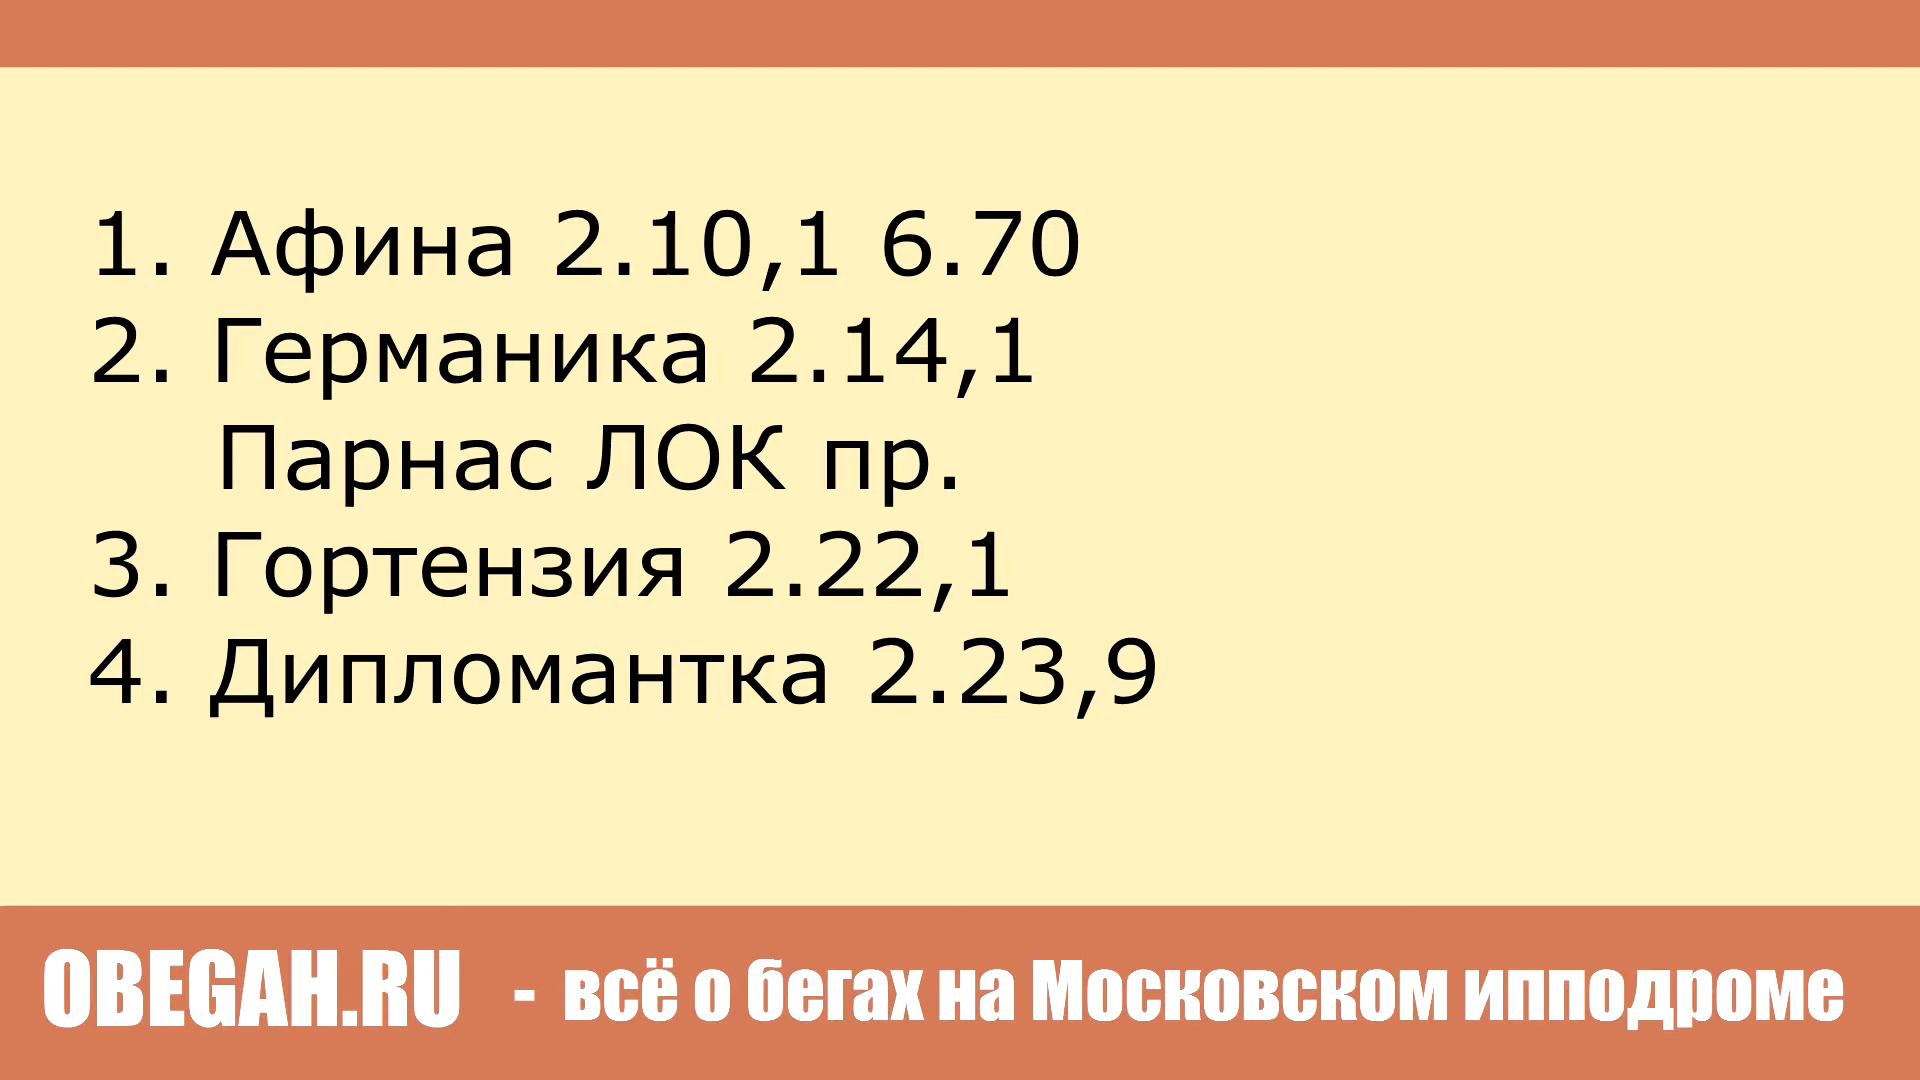 1. Афина 2.10,1 6.70
2. Германика 2.14,1
Парнас ЛОК пр.
3. Гортензия 2.22,1
4. Дипломантка 2.23,9
OBEGAH.RU - всё о бегах на Московском ипподроме